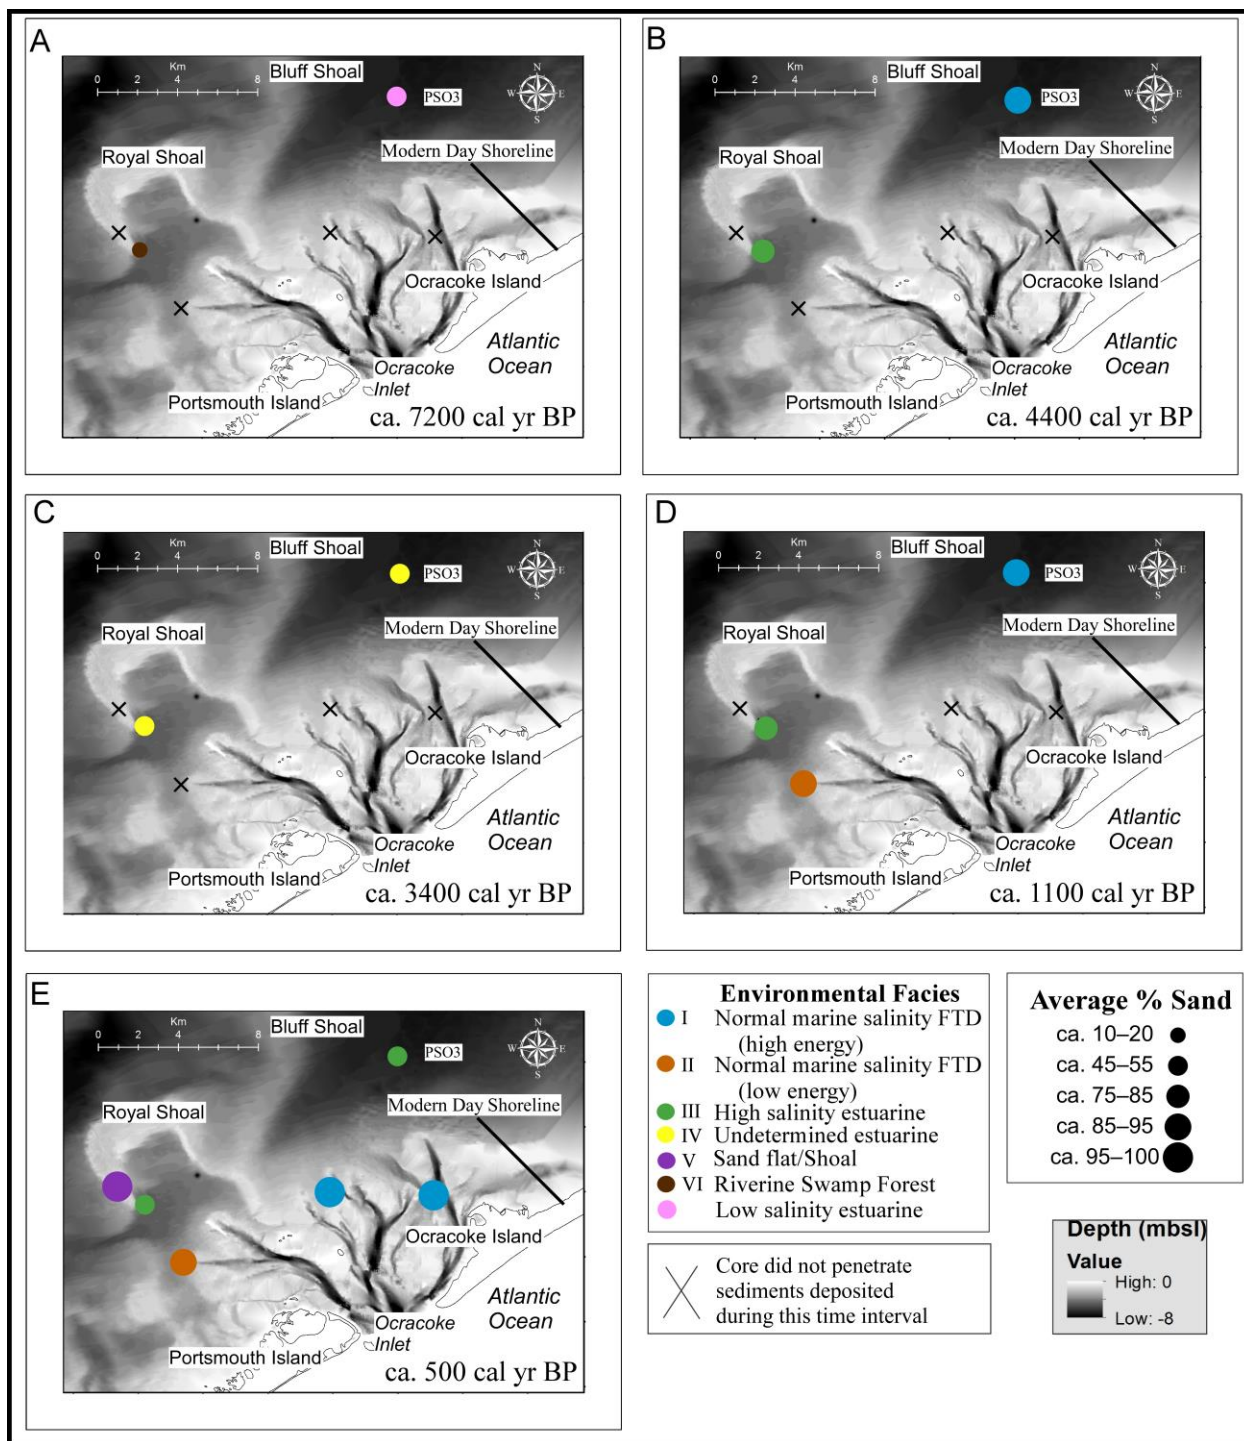 A
Km
0 2 4 8
Bluff Shoal
PSO3
N
W E
S
Modern Day Shoreline
Royal Shoal
Ocracoke Island
Atlantic
Ocean
Ocracoke
Inlet
Portsmouth Island
ca. 7200 cal yr BP
B
Km
0 2 4 8
Bluff Shoal
PSO3
N
W E
S
Modern Day Shoreline
Royal Shoal
Ocracoke Island
Atlantic
Ocean
Ocracoke
Inlet
Portsmouth Island
ca. 4400 cal yr BP
C
Km
0 2 4 8
Bluff Shoal
PSO3
N
W E
S
Modern Day Shoreline
Royal Shoal
Ocracoke Island
Atlantic
Ocean
Ocracoke
Inlet
Portsmouth Island
ca. 3400 cal yr BP
D
Km
0 2 4 8
Bluff Shoal
PSO3
N
W E
S
Modern Day Shoreline
Royal Shoal
Ocracoke Island
Atlantic
Ocean
Ocracoke
Inlet
Portsmouth Island
ca. 1100 cal yr BP
E
Km
0 2 4 8
Bluff Shoal
PSO3
N
W E
S
Modern Day Shoreline
Royal Shoal
Ocracoke Island
Atlantic
Ocean
Ocracoke
Inlet
Portsmouth Island
ca. 500 cal yr BP
Environmental Facies
I Normal marine salinity FTD
(high energy)
II Normal marine salinity FTD
(low energy)
III High salinity estuarine
IV Undetermined estuarine
V Sand flat/Shoal
VI Riverine Swamp Forest
Low salinity estuarine
Core did not penetrate
sediments deposited
during this time interval
Average % Sand
ca. 10–20
ca. 45–55
ca. 75–85
ca. 85–95
ca. 95–100
Depth (mbsl)
Value
High: 0
Low: -8